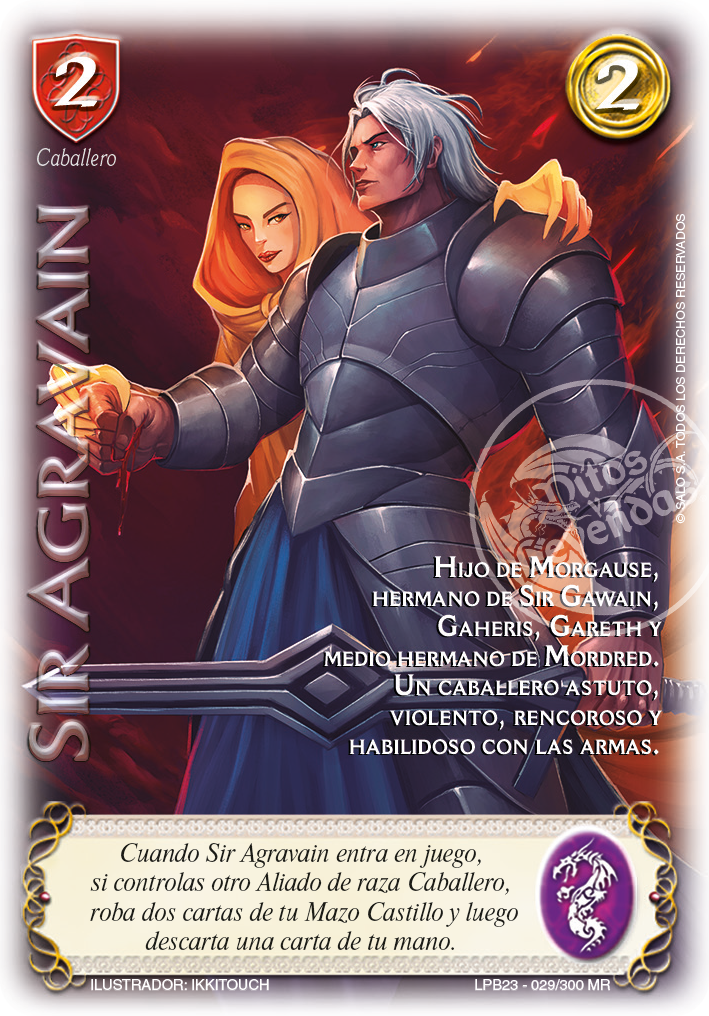 2
2
Caballero
SIR AGRAVAIN
© SALO S.A. TODOS LOS DERECHOS RESERVADOS
Mitos y
Leyendas
HIJO DE MORGAUSE,
HERMANO DE SIR GAWAIN,
GAHERIS, GARETH Y
MEDIO HERMANO DE MORDRED.
UN CABALLERO ASTUTO,
VIOLENTO, RENCOROSO Y
HABILIDOSO CON LAS ARMAS.
Cuando Sir Agravain entra en juego,
si controlas otro Aliado de raza Caballero,
roba dos cartas de tu Mazo Castillo y luego
descarta una carta de tu mano.
ILUSTRADOR: IKKITOUCH
LPB23 - 029/300 MR